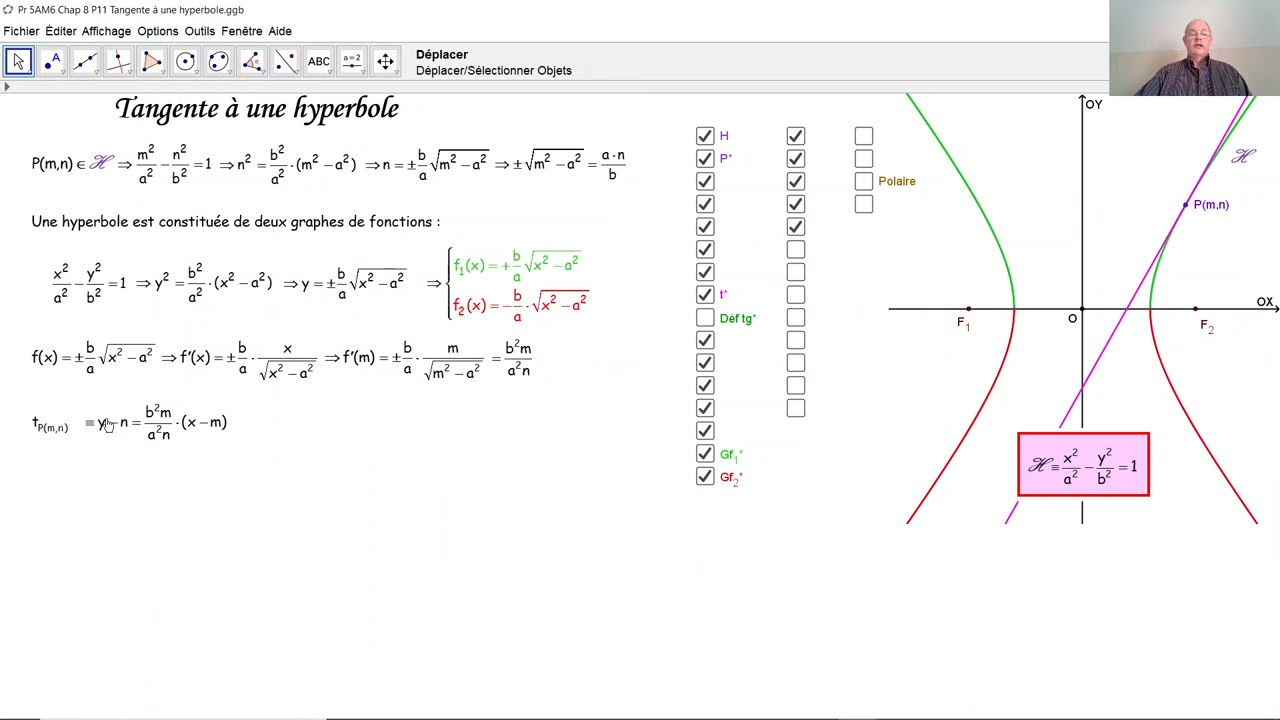 Pr 5AM6 Chap 8 P11 Tangente à une hyperbole.ggb
Fichier Éditer Affichage Options Outils Fenêtre Aide
A ABC a=2
Déplacer
Déplacer/Sélectionner Objets
Tangente à une hyperbole
P(m,n) ∈ ℋ ⇒ m²/a² − n²/b² = 1 ⇒ n² = b²/a² · (m² − a²) ⇒ n = ± b/a √(m² − a²) ⇒ ± √(m² − a²) = a·n/b
Une hyperbole est constituée de deux graphes de fonctions :
x²/a² − y²/b² = 1 ⇒ y² = b²/a² · (x² − a²) ⇒ y = ± b/a √(x² − a²) ⇒ { f₁(x) = + b/a √(x² − a²)
f₂(x) = − b/a · √(x² − a²)
f(x) = ± b/a √(x² − a²) ⇒ f'(x) = ± b/a · x/√(x² − a²) ⇒ f'(m) = ± b/a · m/√(m² − a²) = b²m/a²n
t P(m,n) ≡ y − n = b²m/a²n · (x − m)
H
P*
Polaire
t*
Déf tg*
Gf₁*
Gf₂*
OY
ℋ
P(m,n)
OX
F₁
O
F₂
ℋ ≡ x²/a² − y²/b² = 1